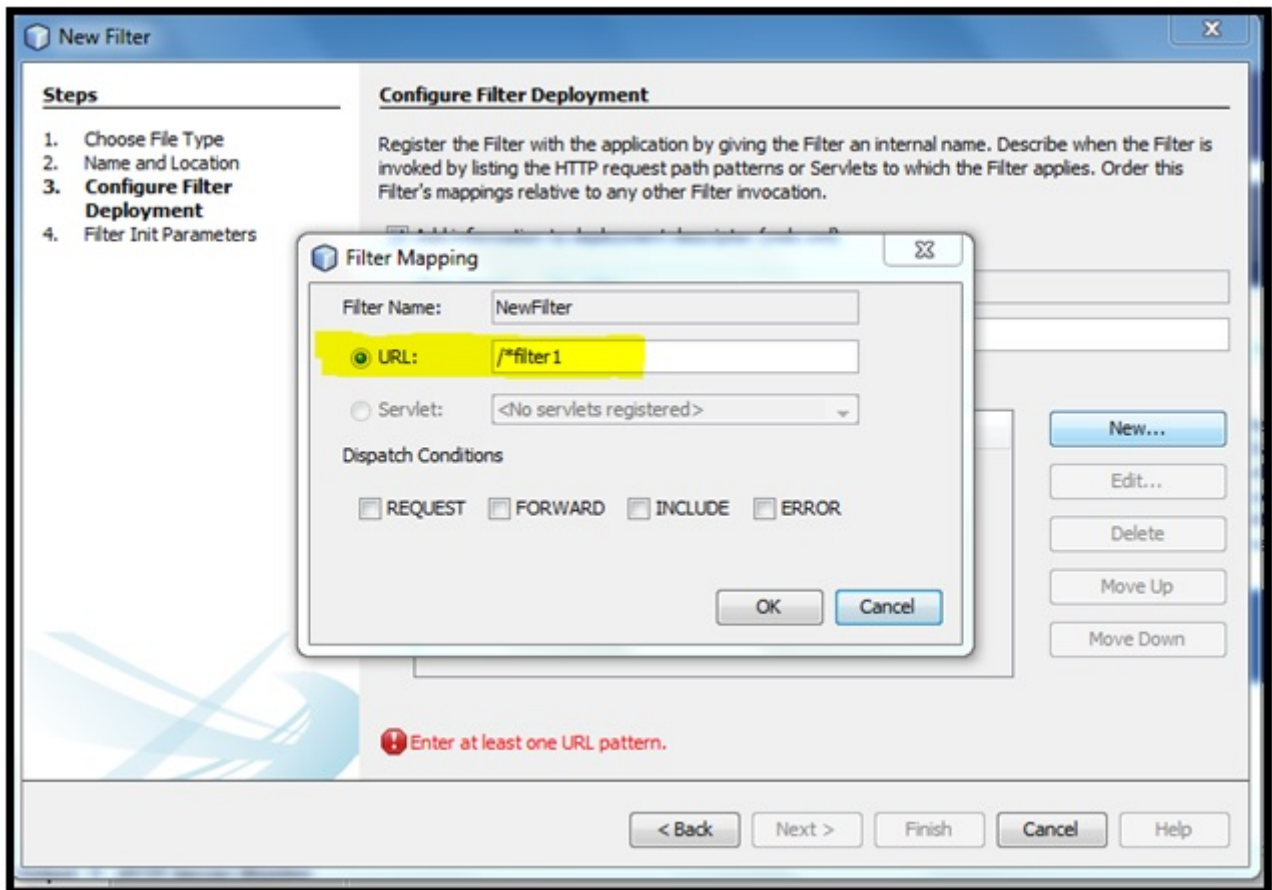 New Filter
Steps
1. Choose File Type
2. Name and Location
3. Configure Filter
Deployment
4. Filter Init Parameters
Configure Filter Deployment
Register the Filter with the application by giving the Filter an internal name. Describe when the Filter is
invoked by listing the HTTP request path patterns or Servlets to which the Filter applies. Order this
Filter's mappings relative to any other Filter invocation.
Filter Mapping
Filter Name: NewFilter
URL: /*filter1
Servlet: <No servlets registered>
Dispatch Conditions
REQUEST FORWARD INCLUDE ERROR
OK Cancel
New...
Edit...
Delete
Move Up
Move Down
Enter at least one URL pattern.
< Back Next > Finish Cancel Help